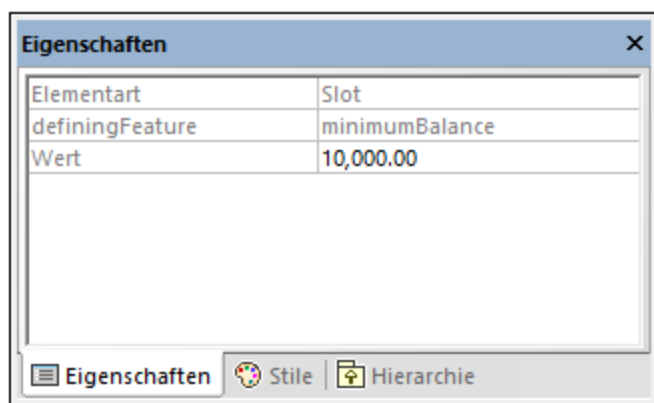 Eigenschaften
Elementart Slot
definingFeature minimumBalance
Wert 10,000.00
Eigenschaften Stile Hierarchie